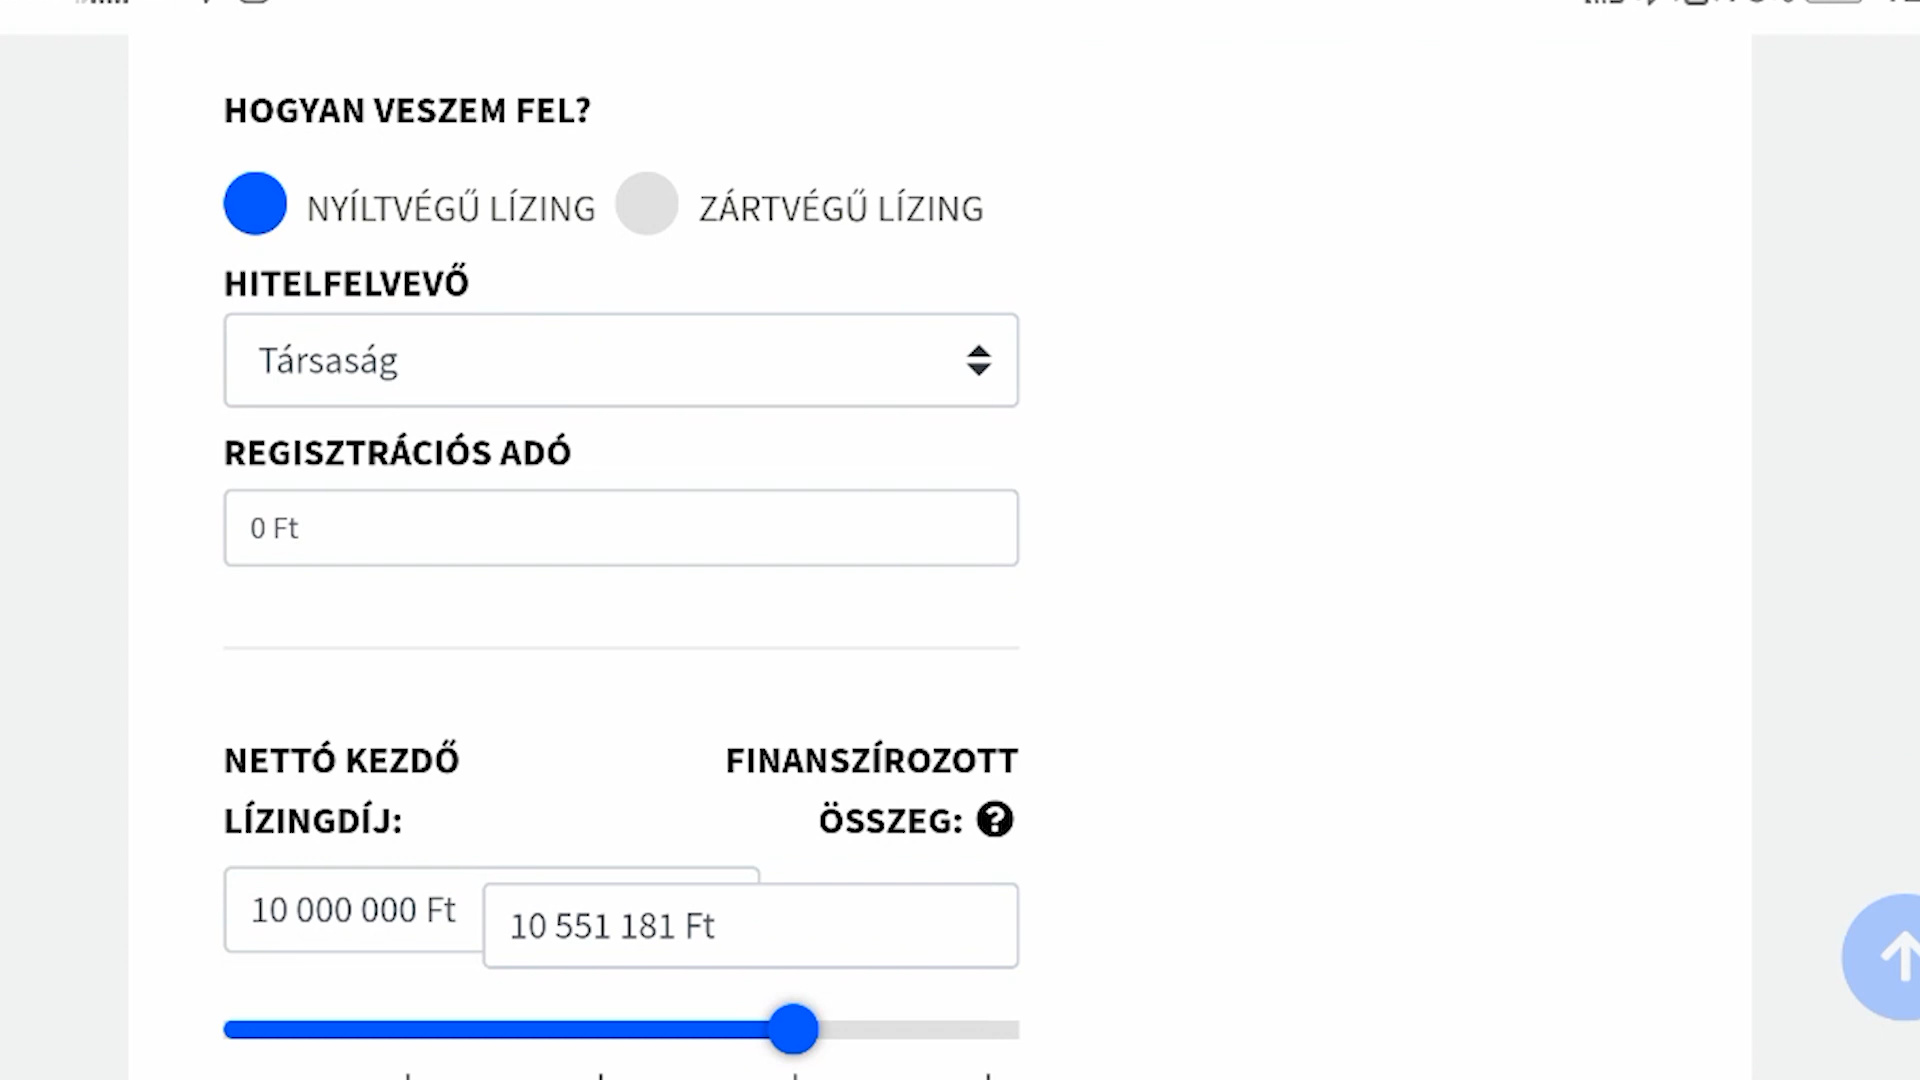 HOGYAN VESZEM FEL?
NYÍLTVÉGŰ LÍZING ZÁRTVÉGŰ LÍZING
HITELFELVEVŐ
Társaság
REGISZTRÁCIÓS ADÓ
0 Ft
NETTÓ KEZDŐ
LÍZINGDÍJ:
FINANSZÍROZOTT
ÖSSZEG:
10 000 000 Ft
10 551 181 Ft